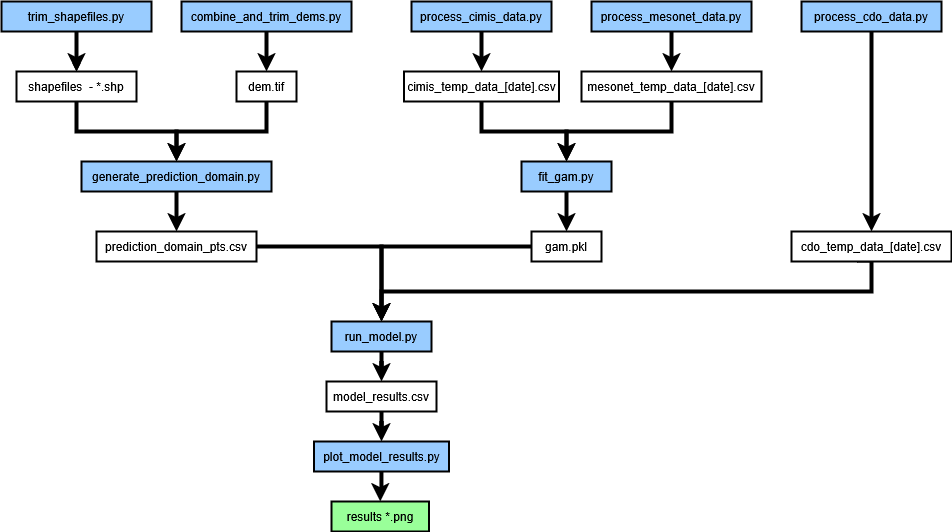 trim_shapefiles.py
combine_and_trim_dems.py
process_cimis_data.py
process_mesonet_data.py
process_cdo_data.py
shapefiles - *.shp
dem.tif
cimis_temp_data_[date].csv
mesonet_temp_data_[date].csv
generate_prediction_domain.py
fit_gam.py
prediction_domain_pts.csv
gam.pkl
cdo_temp_data_[date].csv
run_model.py
model_results.csv
plot_model_results.py
results *.png